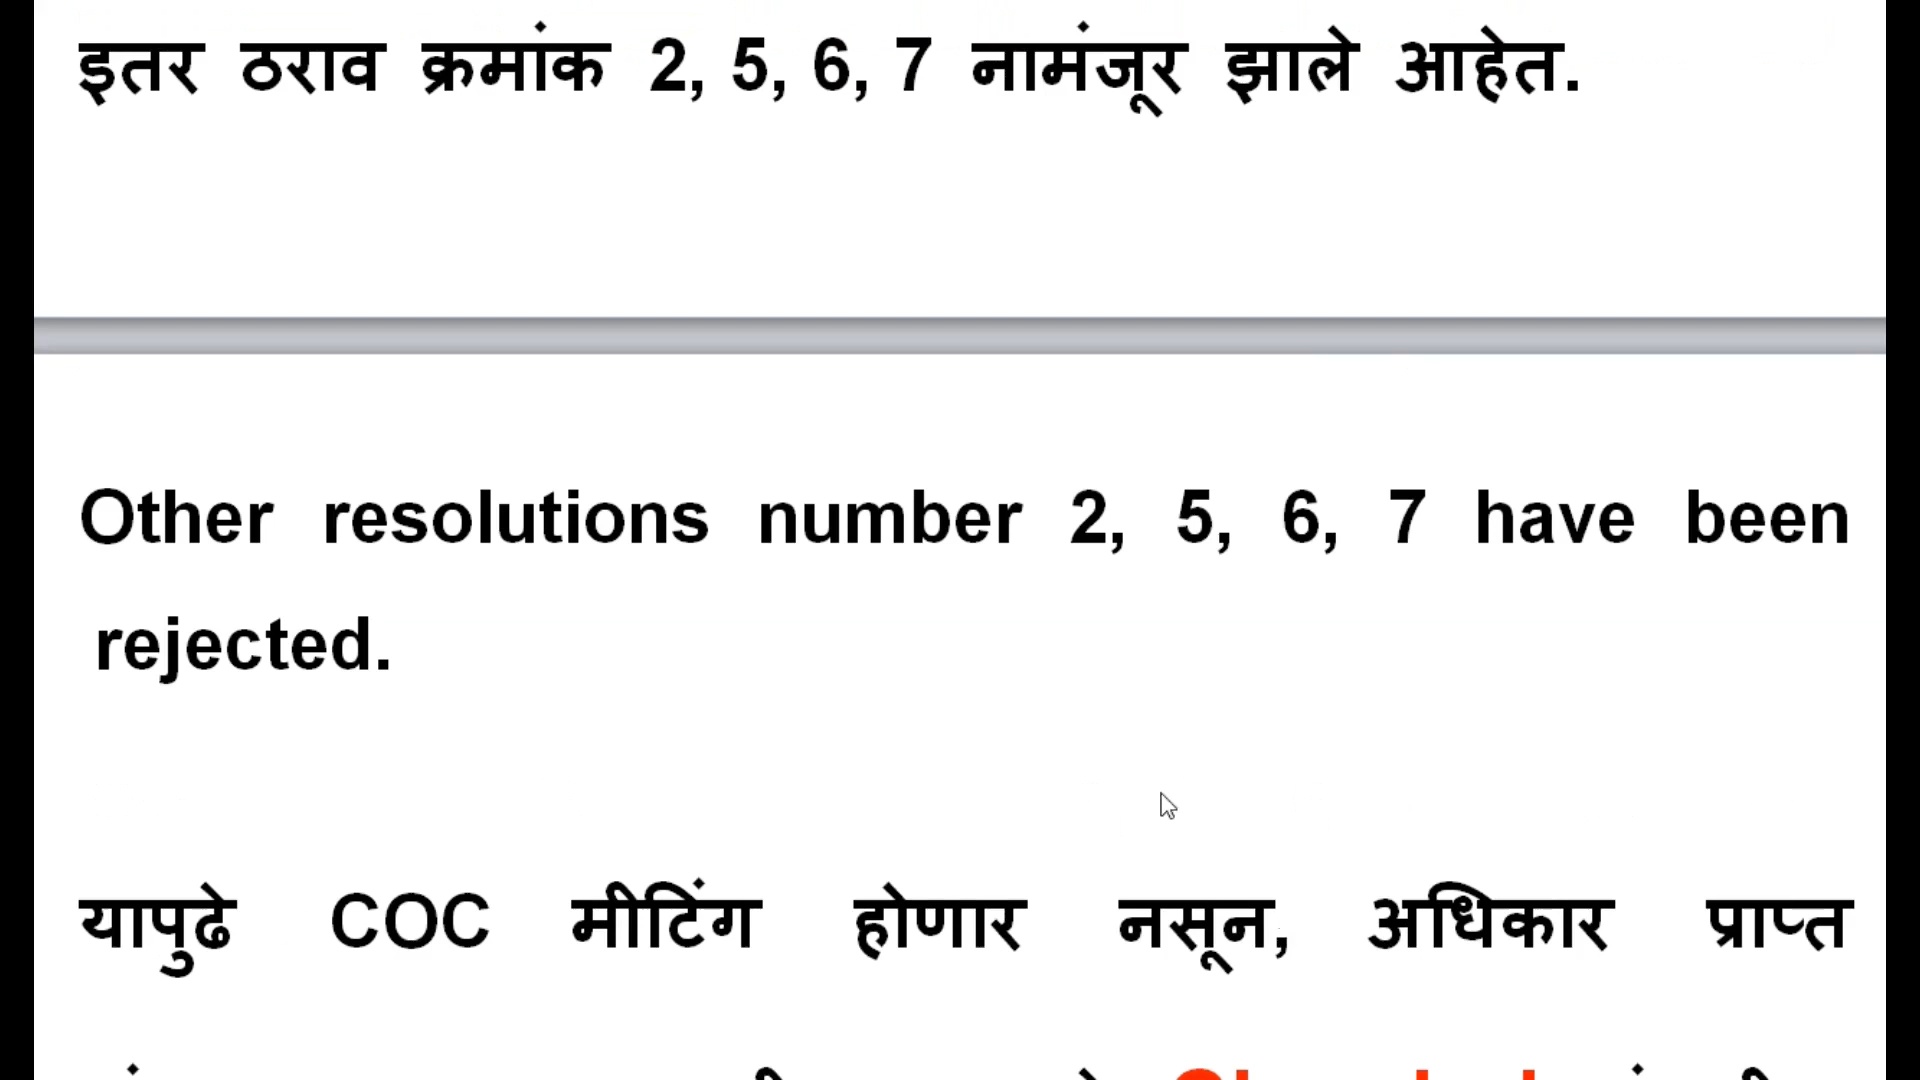 इतर ठराव क्रमांक 2, 5, 6, 7 नामंजूर झाले आहेत.
Other resolutions number 2, 5, 6, 7 have been
rejected.
यापुढे COC मीटिंग होणार नसून, अधिकार प्राप्त